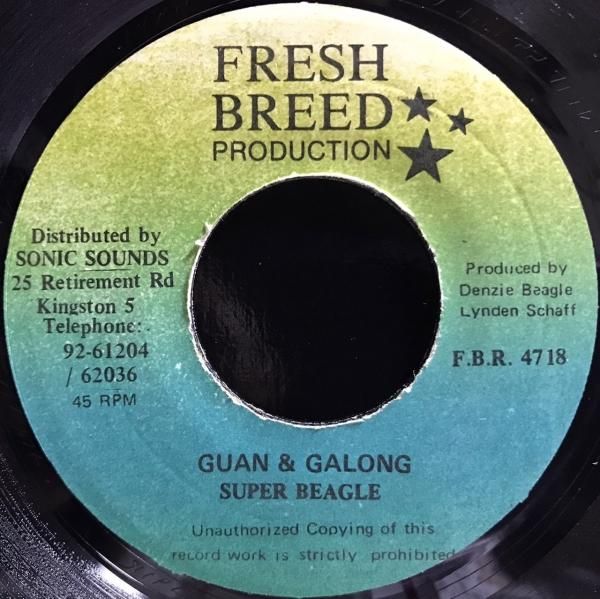 FRESH
BREED
PRODUCTION
Distributed by
SONIC SOUNDS
25 Retirement Rd
Kingston 5
Telephone:
92-61204
/ 62036
45 RPM
Produced by
Denzie Beagle
Lynden Schaff
F.B.R. 4718
GUAN & GALONG
SUPER BEAGLE
Unauthorized Copying of this
record work is strictly prohibited